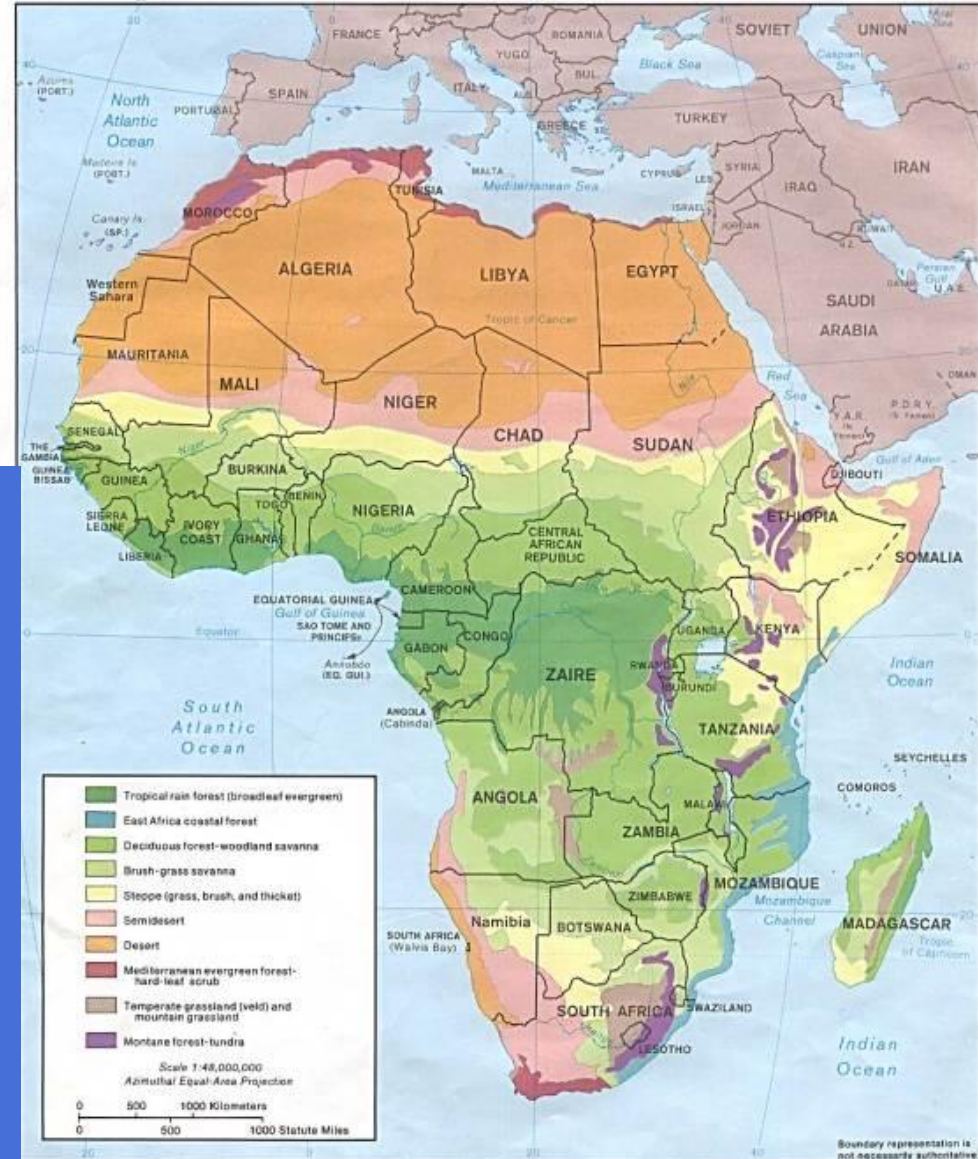 FRANCE
ROMANIA
SOVIET UNION
YUGO
BUL.
Black Sea
Caspian
Sea
Azores
(PORT.)
North
Atlantic
Ocean
PORTUGAL
SPAIN
ITALY
GREECE
TURKEY
MALTA
Mediterranean Sea
CYPRUS
SYRIA
IRAQ
IRAN
ISRAEL
JORDAN
KUWAIT
Persian
Gulf
U.A.E.
Madeira Is.
(PORT.)
Canary Is.
(SP.)
MOROCCO
TUNISIA
ALGERIA
LIBYA
EGYPT
SAUDI
ARABIA
Western
Sahara
Tropic of Cancer
MAURITANIA
MALI
NIGER
CHAD
SUDAN
Nile
Red
Sea
OMAN
P.D.R.Y.
Y.A.R.
Gulf of Aden
DJIBOUTI
SENEGAL
THE
GAMBIA
GUINEA
BISSAU
GUINEA
Niger
BURKINA
BENIN
TOGO
SIERRA
LEONE
IVORY
COAST
GHANA
LIBERIA
NIGERIA
CENTRAL
AFRICAN
REPUBLIC
ETHIOPIA
SOMALIA
CAMEROON
EQUATORIAL GUINEA
Gulf of Guinea
SAO TOME AND
PRINCIPE
Equator
Annobón
(EQ. GUI.)
GABON
CONGO
UGANDA
KENYA
RWANDA
BURUNDI
ZAIRE
TANZANIA
Indian
Ocean
ANGOLA
(Cabinda)
South
Atlantic
Ocean
SEYCHELLES
COMOROS
ANGOLA
MALAWI
ZAMBIA
MOZAMBIQUE
Mozambique
Channel
ZIMBABWE
MADAGASCAR
Tropic
of Capricorn
Namibia
BOTSWANA
SOUTH AFRICA
(Walvis Bay)
SOUTH AFRICA
SWAZILAND
LESOTHO
Indian
Ocean
Tropical rain forest (broadleaf evergreen)
East Africa coastal forest
Deciduous forest-woodland savanna
Brush-grass savanna
Steppe (grass, brush, and thicket)
Semidesert
Desert
Mediterranean evergreen forest-
hard-leaf scrub
Temperate grassland (veld) and
mountain grassland
Montane forest-tundra
Scale 1:48,000,000
Azimuthal Equal-Area Projection
0 500 1000 Kilometers
0 500 1000 Statute Miles
Boundary representation is
not necessarily authoritative